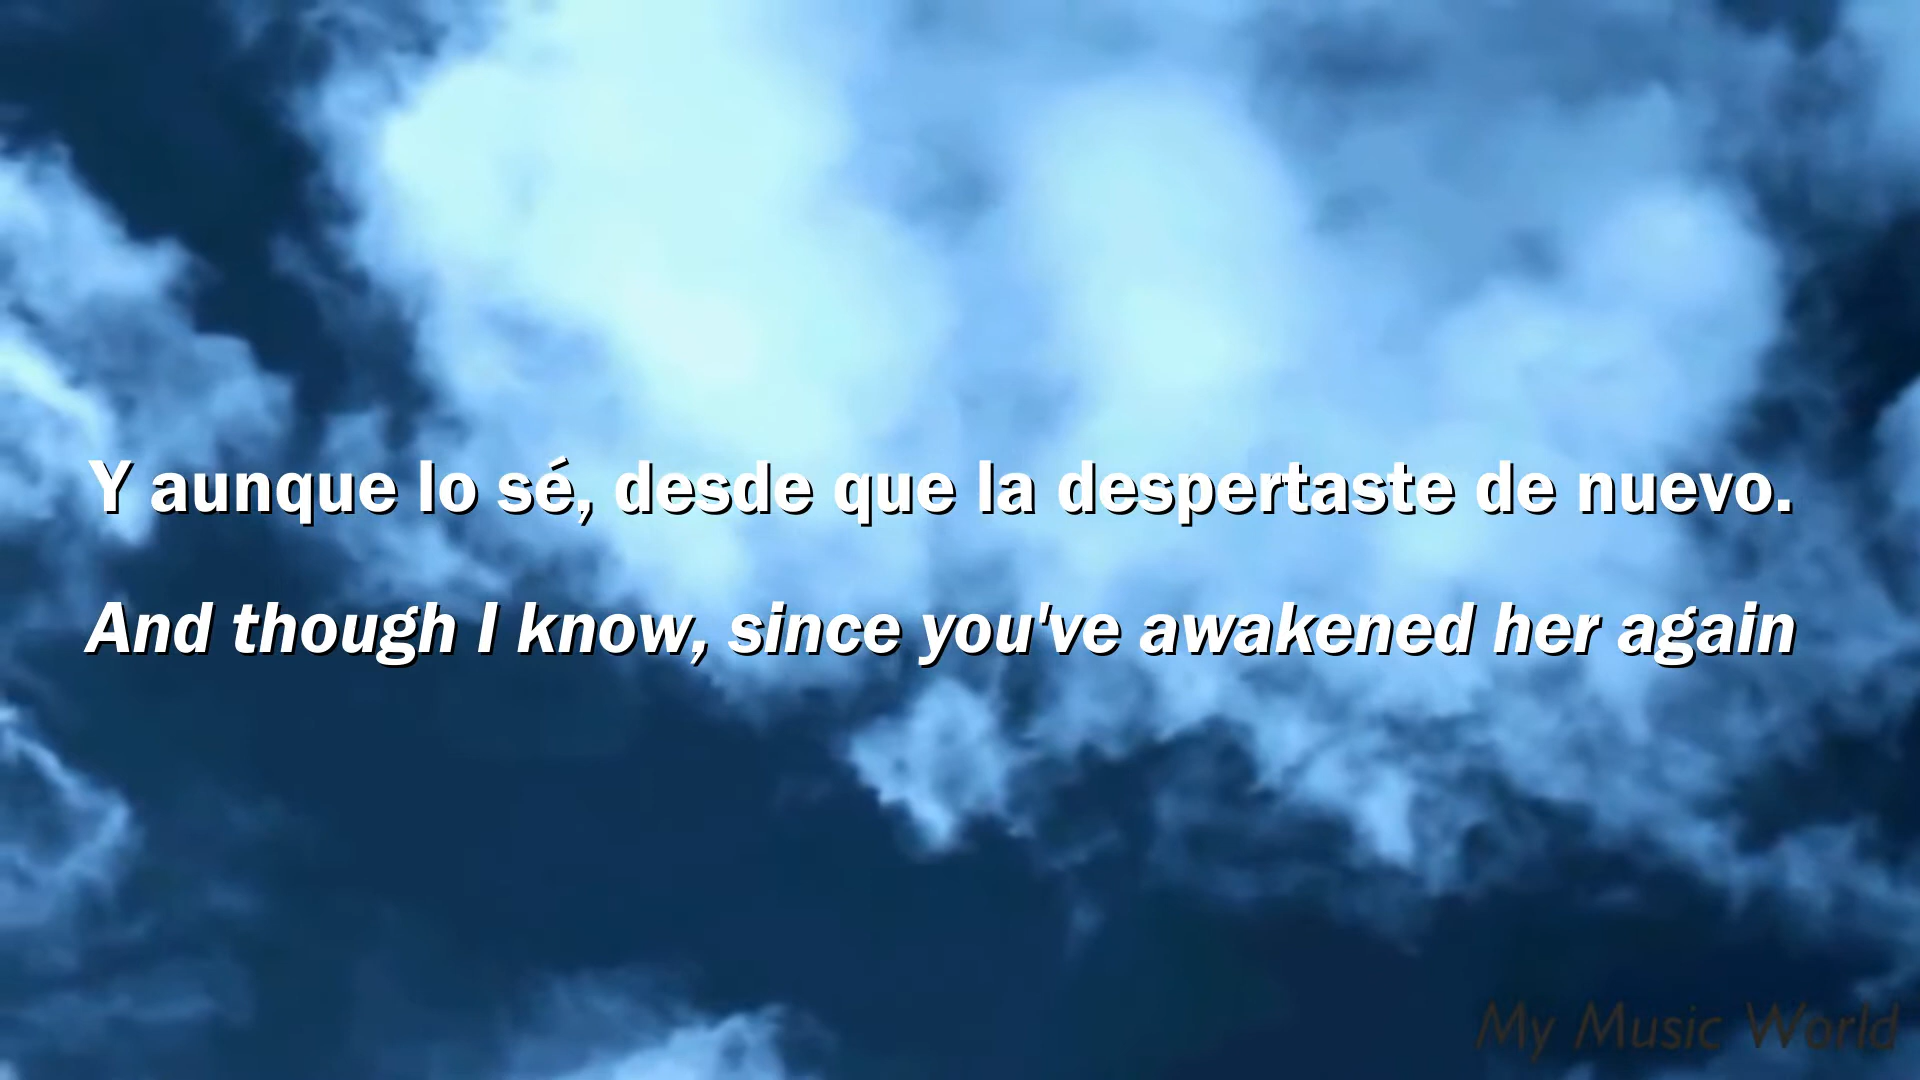 Y aunque lo sé, desde que la despertaste de nuevo.
And though I know, since you've awakened her again
My Music World